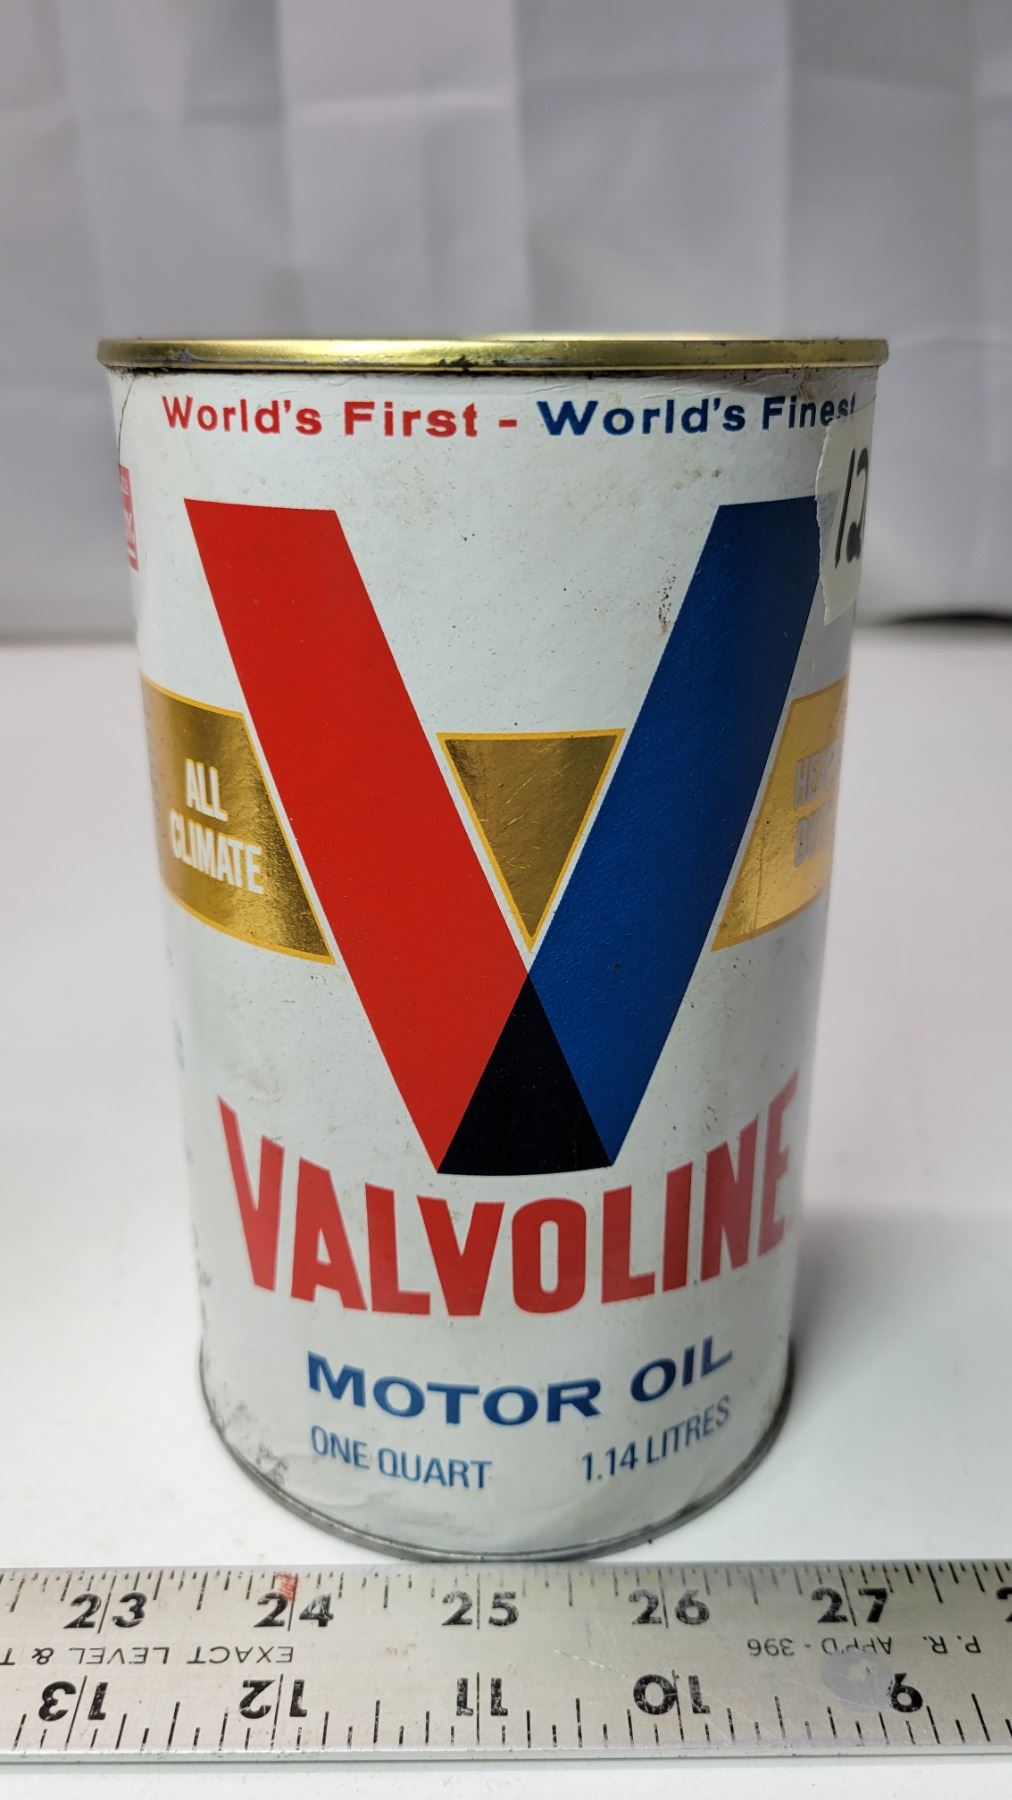 World's First - World's Finest
12
ALL
CLIMATE
VALVOLINE
MOTOR OIL
ONE QUART 1.14 LITRES
23 24 25 26 27
EXACT LEVEL & T
P. R. APP'D - 396
13 12 11 10 9